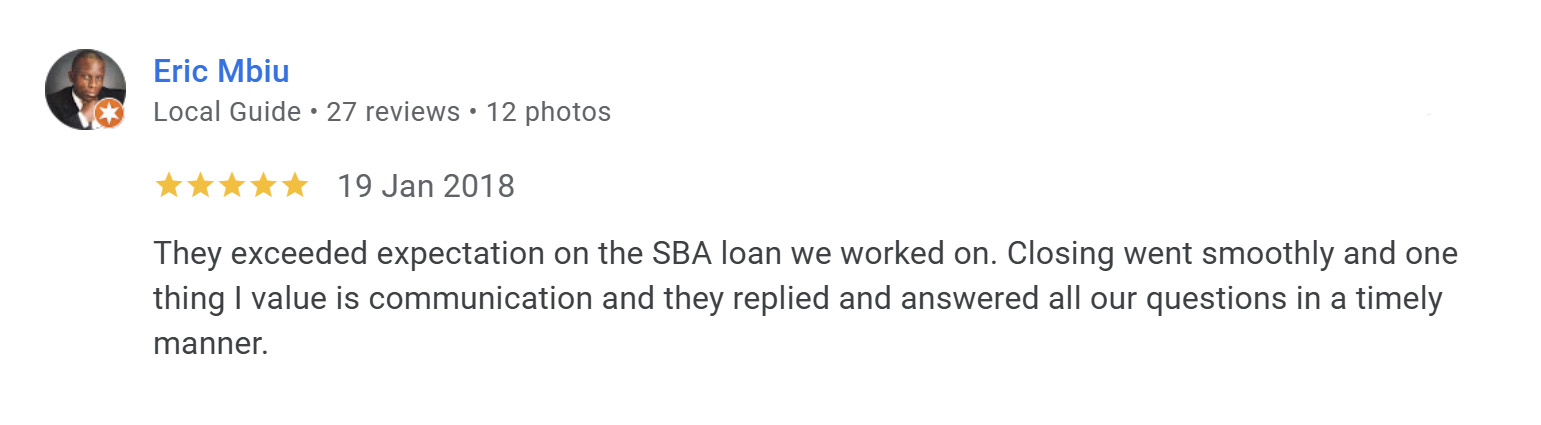 Eric Mbiu
Local Guide • 27 reviews • 12 photos
19 Jan 2018
They exceeded expectation on the SBA loan we worked on. Closing went smoothly and one
thing I value is communication and they replied and answered all our questions in a timely
manner.